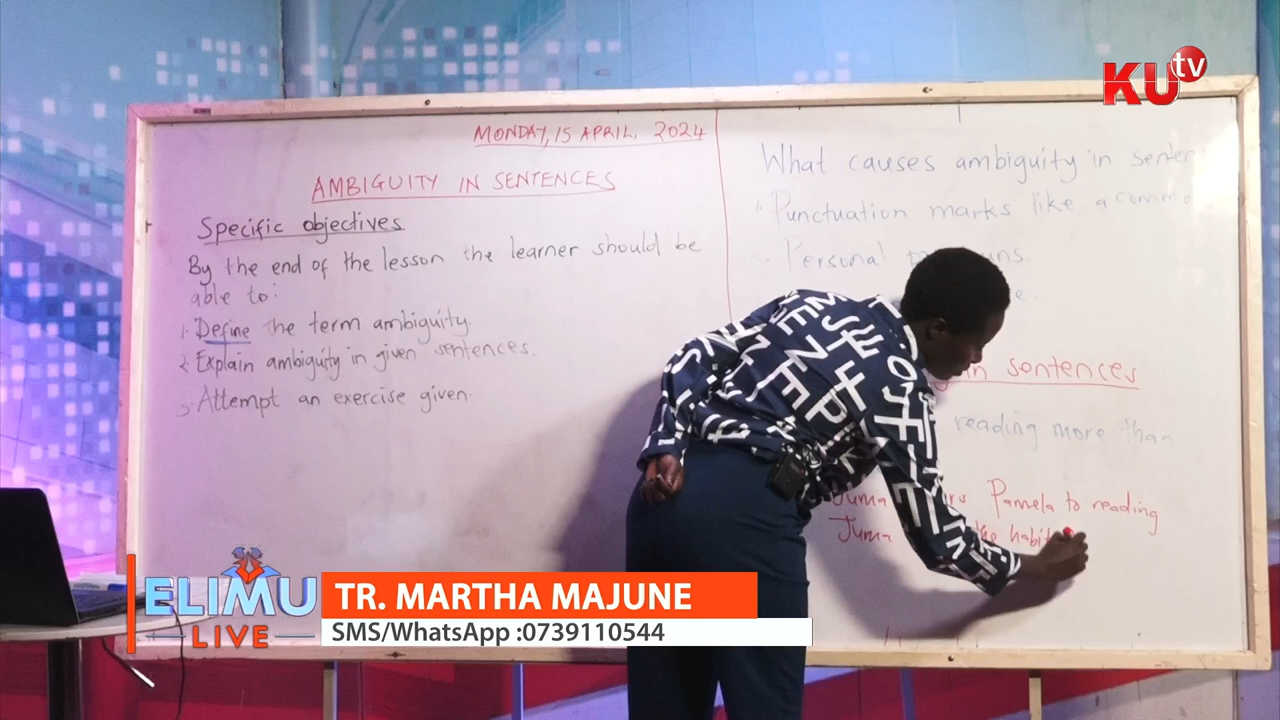 KU tv
MONDAY, 15 APRIL, 2024
AMBIGUITY IN SENTENCES
Specific objectives
By the end of the lesson the learner should be
able to:
1. Define the term ambiguity.
2. Explain ambiguity in given sentences.
3. Attempt an exercise given.
What causes ambiguity in
Punctuation marks like a
Personal
in sentences
reading more than
Juma Pamela to reading
Juma the
ELIMU
LIVE
TR. MARTHA MAJUNE
SMS/WhatsApp :0739110544